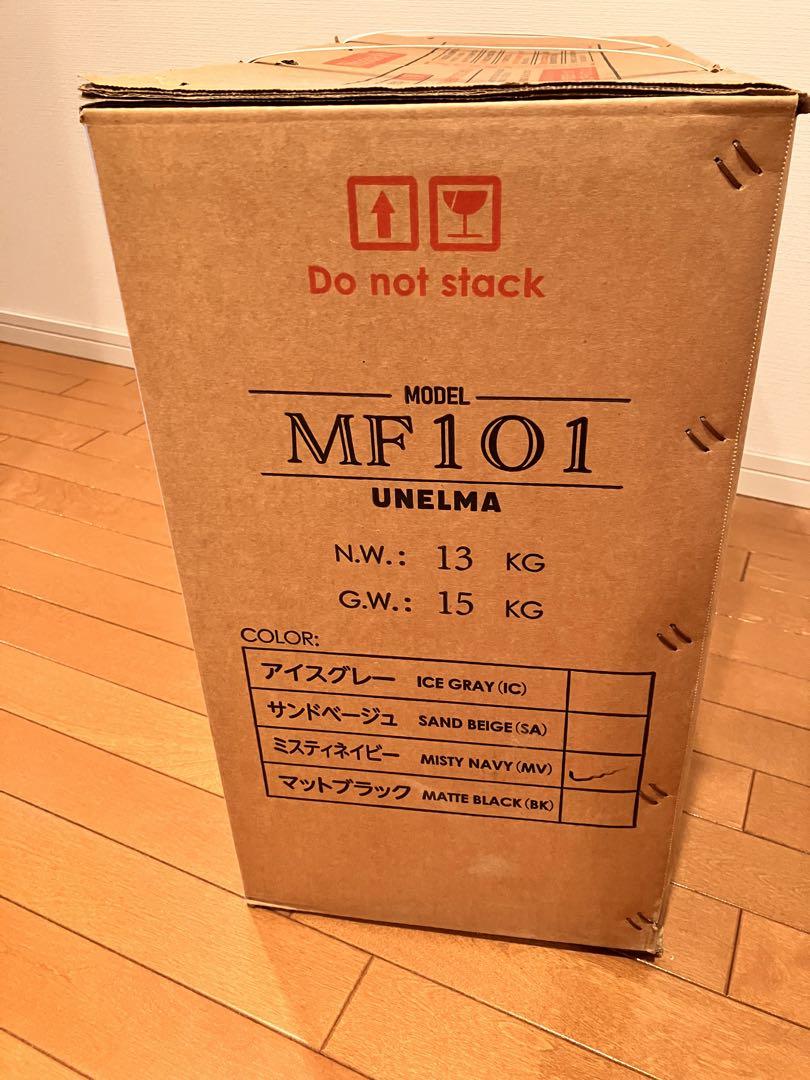 Do not stack
MODEL
MF101
UNELMA
N.W.: 13 KG
G.W.: 15 KG
COLOR:
アイスグレー ICE GRAY(IC)
サンドベージュ SAND BEIGE(SA)
ミスティネイビー MISTY NAVY(MV)
マットブラック MATTE BLACK(BK)